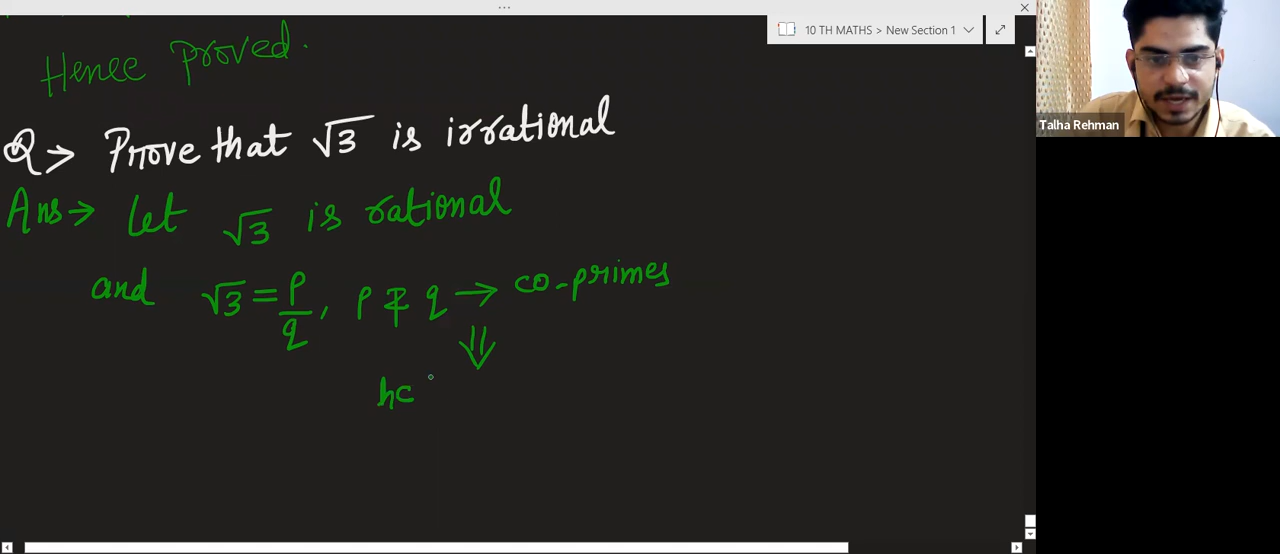 ...
10 TH MATHS > New Section 1
Hence proved.
Talha Rehman
Q> Prove that √3 is irrational
Ans→ Let √3 is rational
and √3 = p/q, p & q → co-primes
⇓
hc